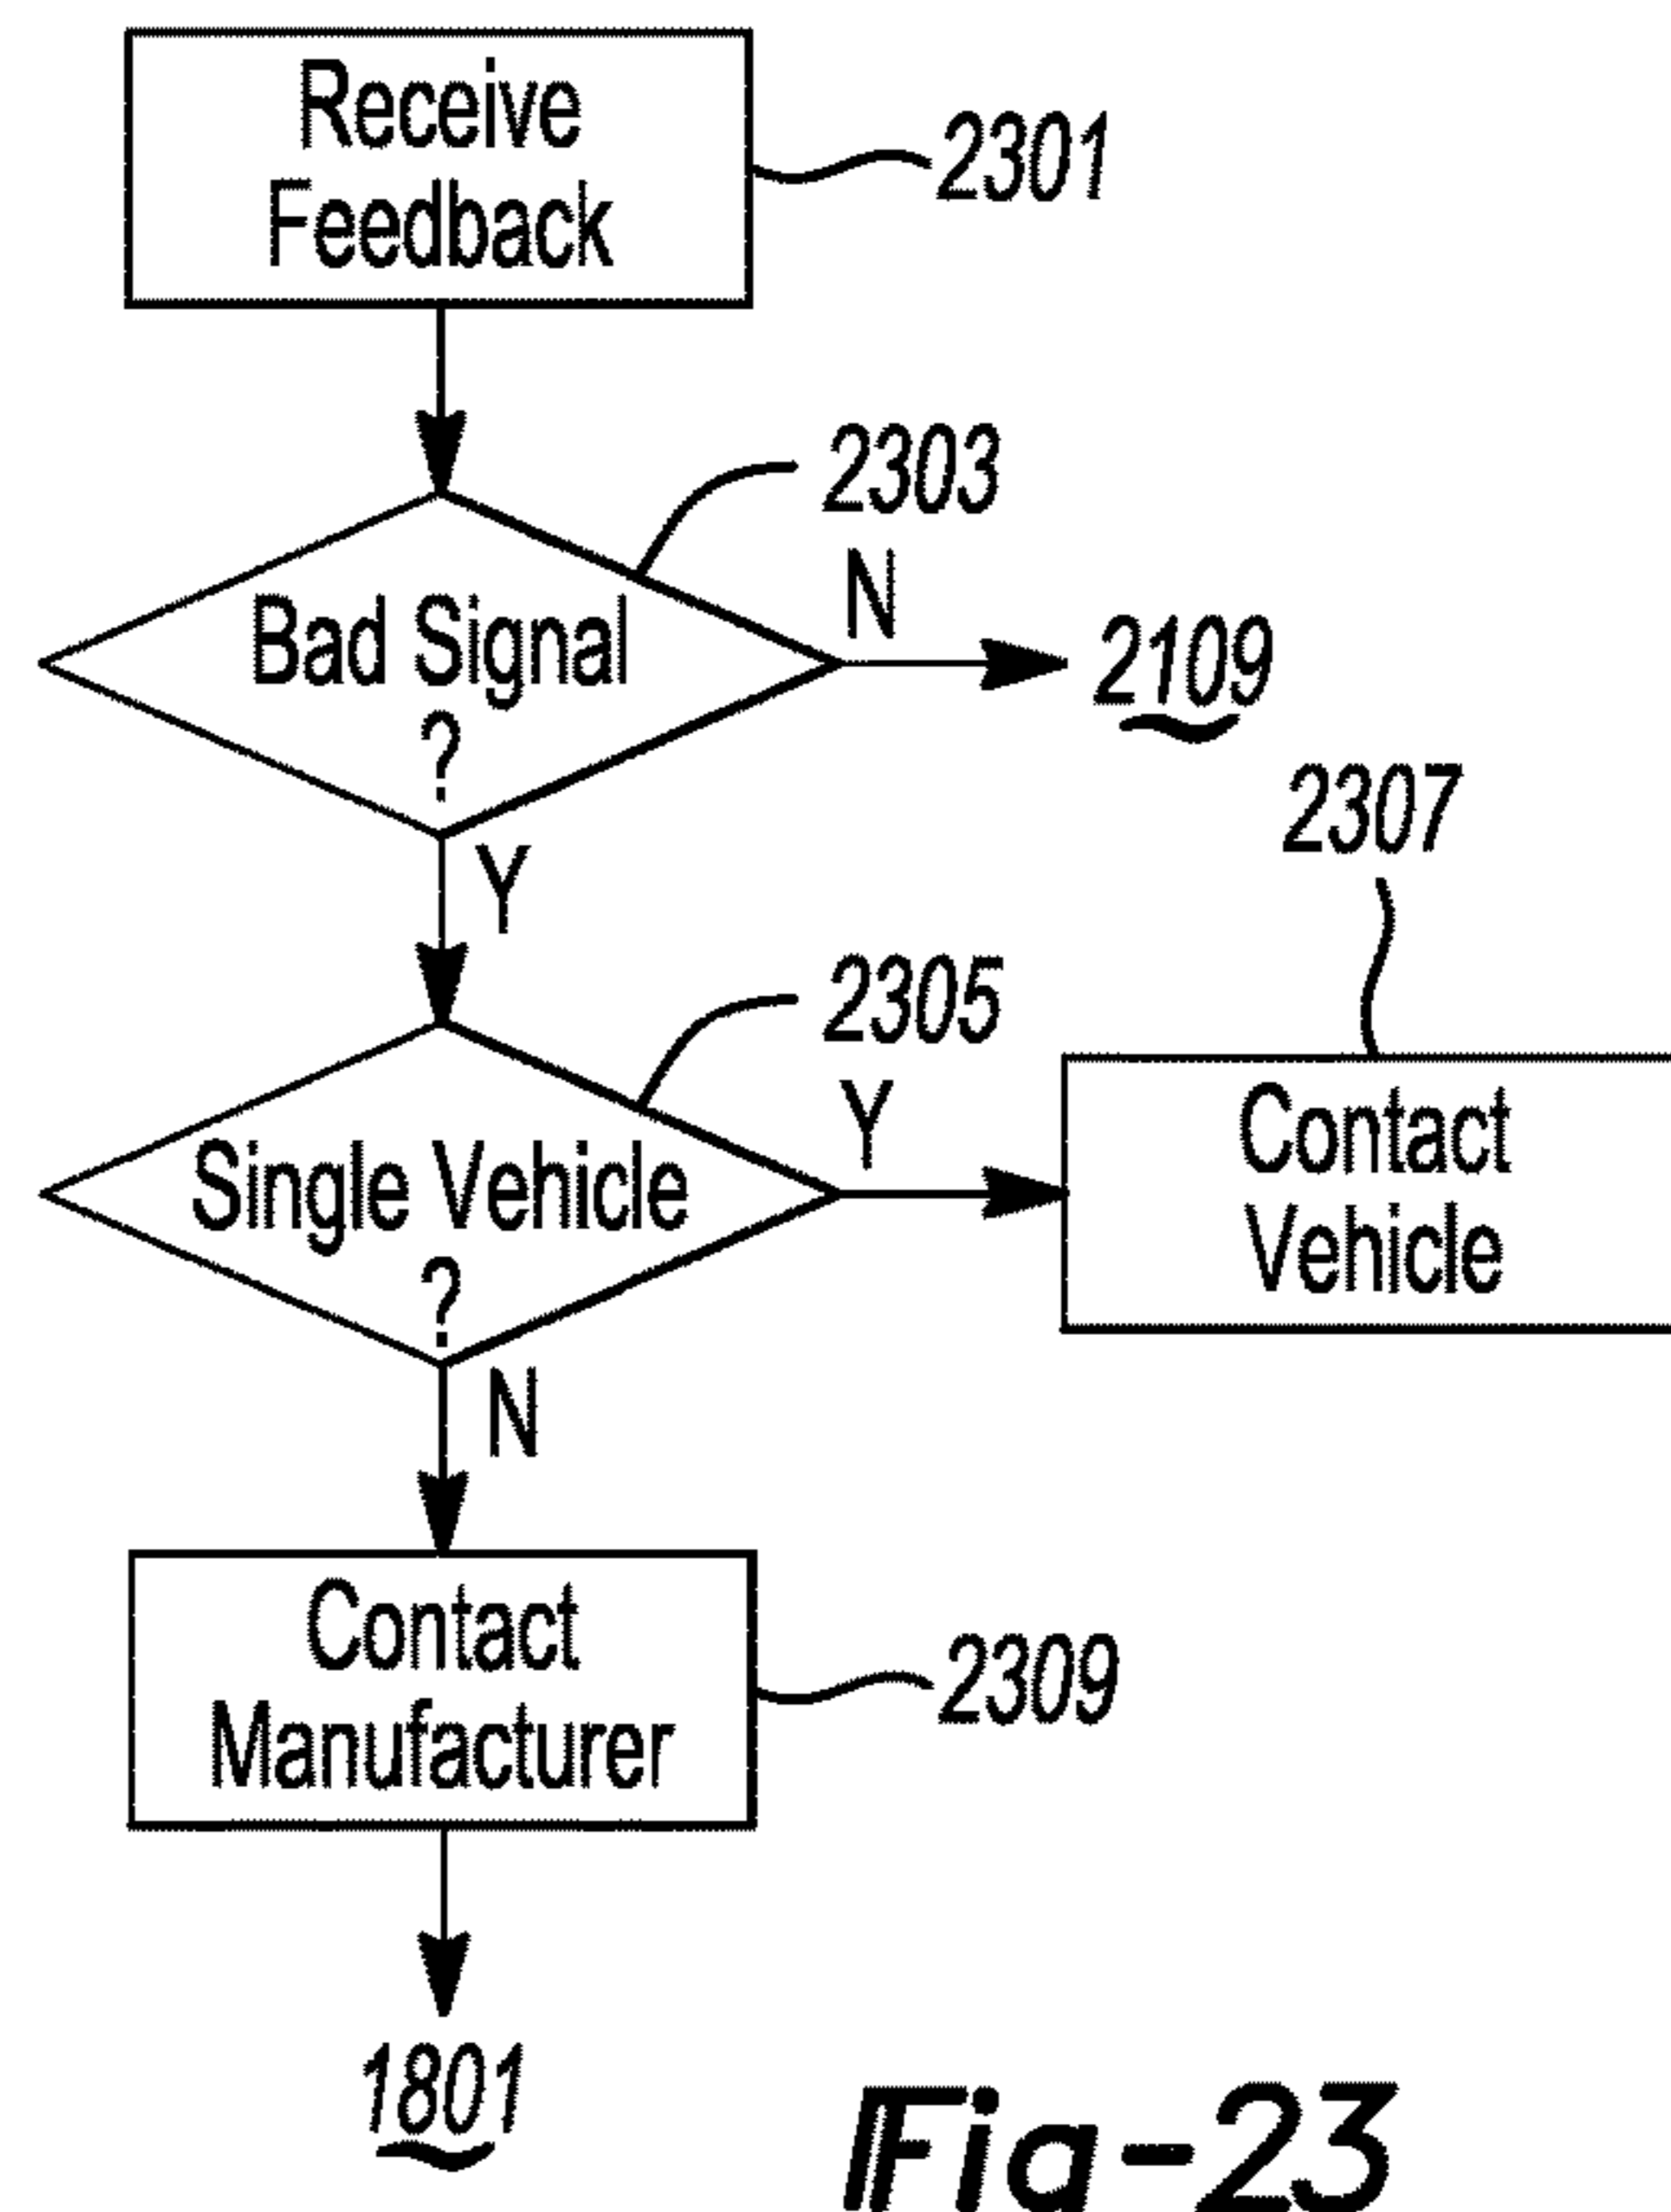 Receive
Feedback
2301
2303
Bad Signal
?
N
2109
Y
2307
2305
Single Vehicle
?
Y
Contact
Vehicle
N
Contact
Manufacturer
2309
1801
Fig-23